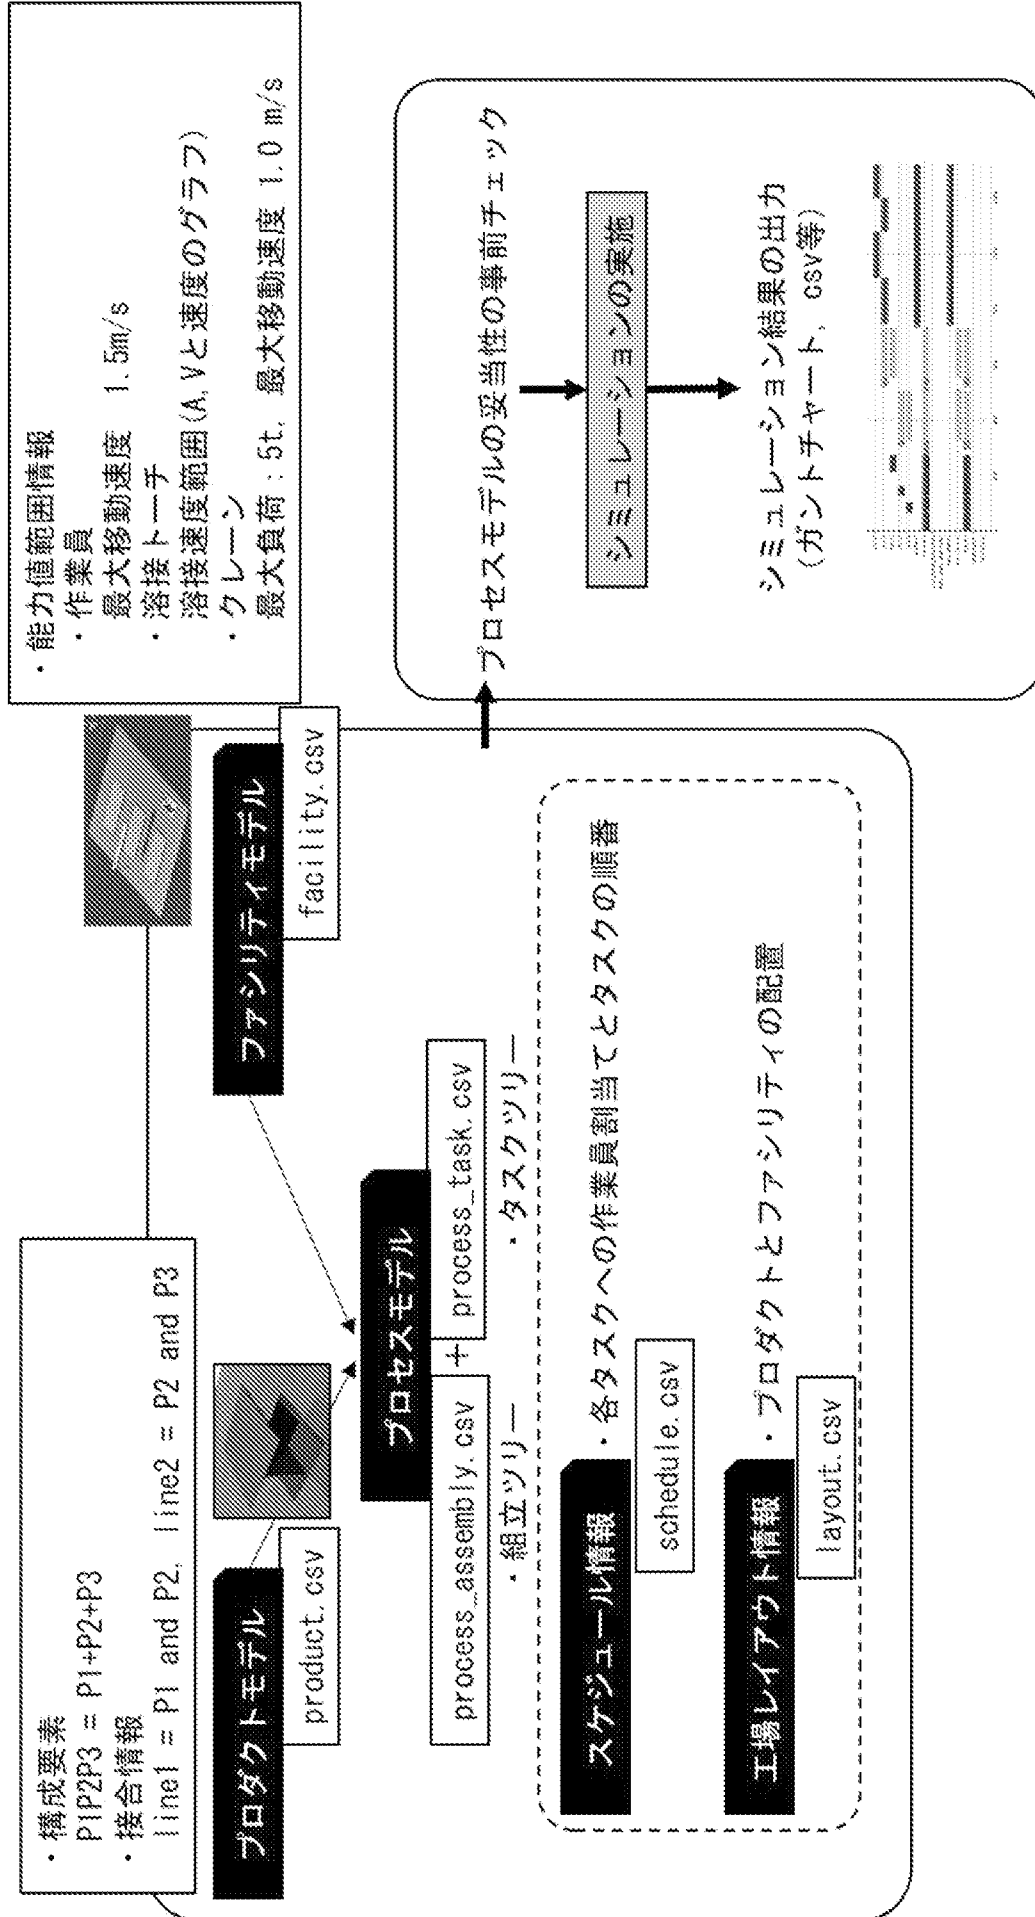 ・構成要素
P1P2P3 = P1+P2+P3
・接合情報
line1 = P1 and P2, line2 = P2 and P3
・能力値範囲情報
・作業員
最大移動速度 1.5m/s
・溶接トーチ
溶接速度範囲(A,Vと速度のグラフ)
・クレーン
最大負荷:5t, 最大移動速度 1.0 m/s
プロダクトモデル
product.csv
ファシリティモデル
facility.csv
プロセスモデル
process_assembly.csv
+
process_task.csv
・組立ツリー
・タスクツリー
スケジュール情報
・各タスクへの作業員割当てとタスクの順番
schedule.csv
工場レイアウト情報
・プロダクトとファシリティの配置
layout.csv
プロセスモデルの妥当性の事前チェック
シミュレーションの実施
シミュレーション結果の出力
(ガントチャート, csv等)